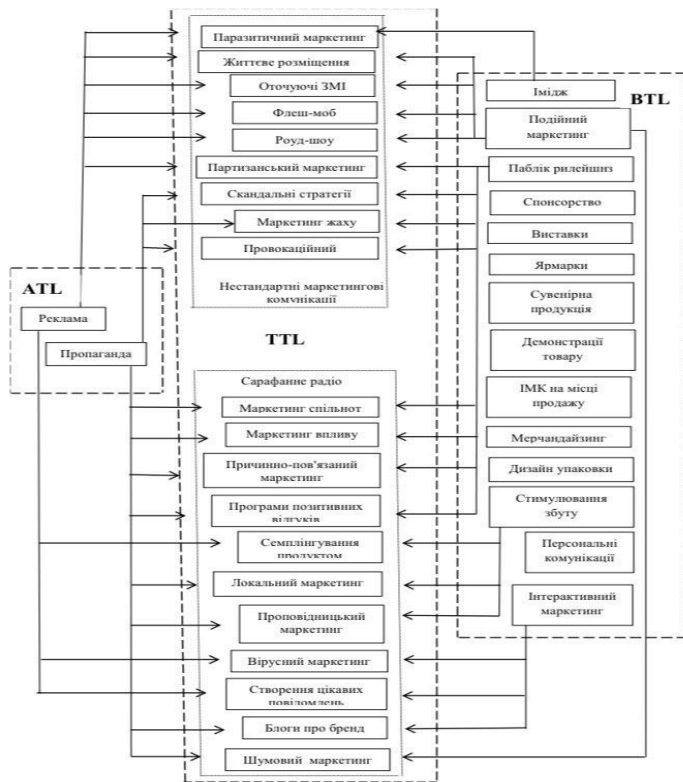 Паразитичний маркетинг
Життєве розміщення
Оточуючі ЗМІ
Флеш-моб
Роуд-шоу
Партизанський маркетинг
Скандальні стратегії
Маркетинг жаху
Провокаційний
Нестандартні маркетингові
комунікації
ATL
Реклама
Пропаганда
TTL
Сарафанне радіо
Маркетинг спільнот
Маркетинг впливу
Причинно-пов'язаний
маркетинг
Програми позитивних
відгуків
Семплінгування
продуктом
Локальний маркетинг
Проповідницький
маркетинг
Вірусний маркетинг
Створення цікавих
повідомлень
Блоги про бренд
Шумовий маркетинг
BTL
Імідж
Подійний
маркетинг
Паблік рилейшнз
Спонсорство
Виставки
Ярмарки
Сувенірна
продукція
Демонстрації
товару
ІМК на місці
продажу
Мерчандайзинг
Дизайн упаковки
Стимулювання
збуту
Персональні
комунікації
Інтерактивний
маркетинг